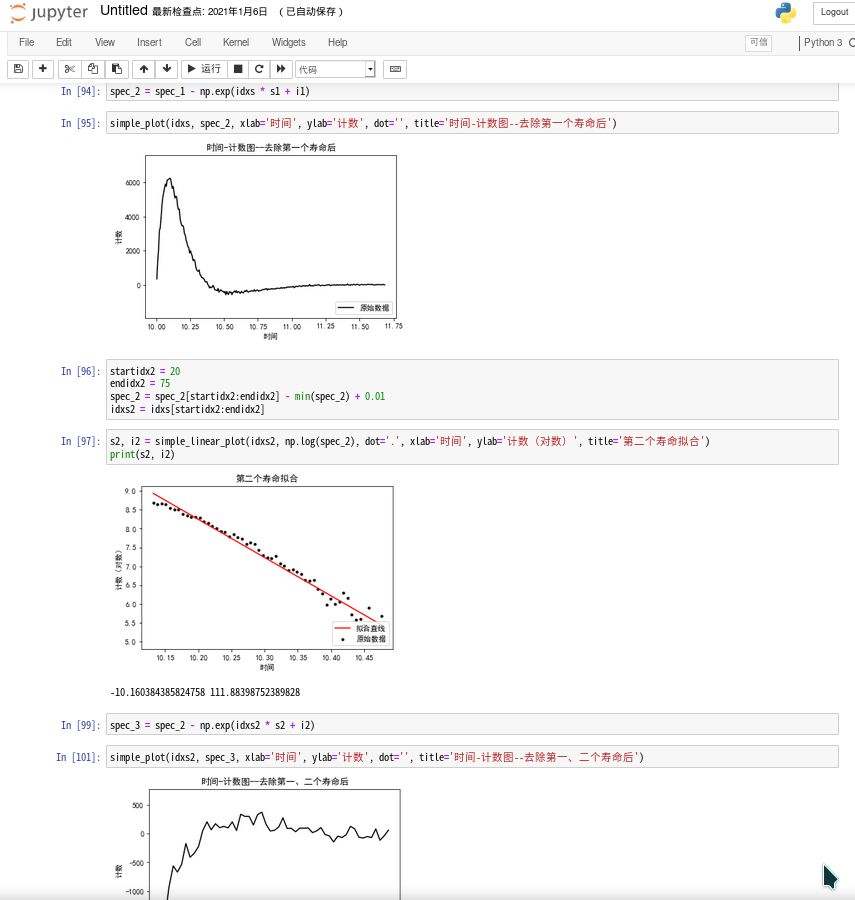 jupyter Untitled 最新检查点: 2021年1月6日 (已自动保存) Logout
File Edit View Insert Cell Kernel Widgets Help 可信 Python 3
运行 代码
In [94]: spec_2 = spec_1 - np.exp(idxs * s1 + i1)
In [95]: simple_plot(idxs, spec_2, xlab='时间', ylab='计数', dot='', title='时间-计数图--去除第一个寿命后')
时间-计数图--去除第一个寿命后
6000
4000
2000
0
计数
原始数据
10.00 10.25 10.50 10.75 11.00 11.25 11.50 11.75
时间
In [96]: startidx2 = 20
endidx2 = 75
spec_2 = spec_2[startidx2:endidx2] - min(spec_2) + 0.01
idxs2 = idxs[startidx2:endidx2]
In [97]: s2, i2 = simple_linear_plot(idxs2, np.log(spec_2), dot='.', xlab='时间', ylab='计数（对数）', title='第二个寿命拟合')
print(s2, i2)
第二个寿命拟合
9.0
8.5
8.0
7.5
7.0
6.5
6.0
5.5
5.0
计数（对数）
拟合直线
原始数据
10.15 10.20 10.25 10.30 10.35 10.40 10.45
时间
-10.160384385824758 111.88398752389828
In [99]: spec_3 = spec_2 - np.exp(idxs2 * s2 + i2)
In [101]: simple_plot(idxs2, spec_3, xlab='时间', ylab='计数', dot='', title='时间-计数图--去除第一、二个寿命后')
时间-计数图--去除第一、二个寿命后
500
0
-500
-1000
计数